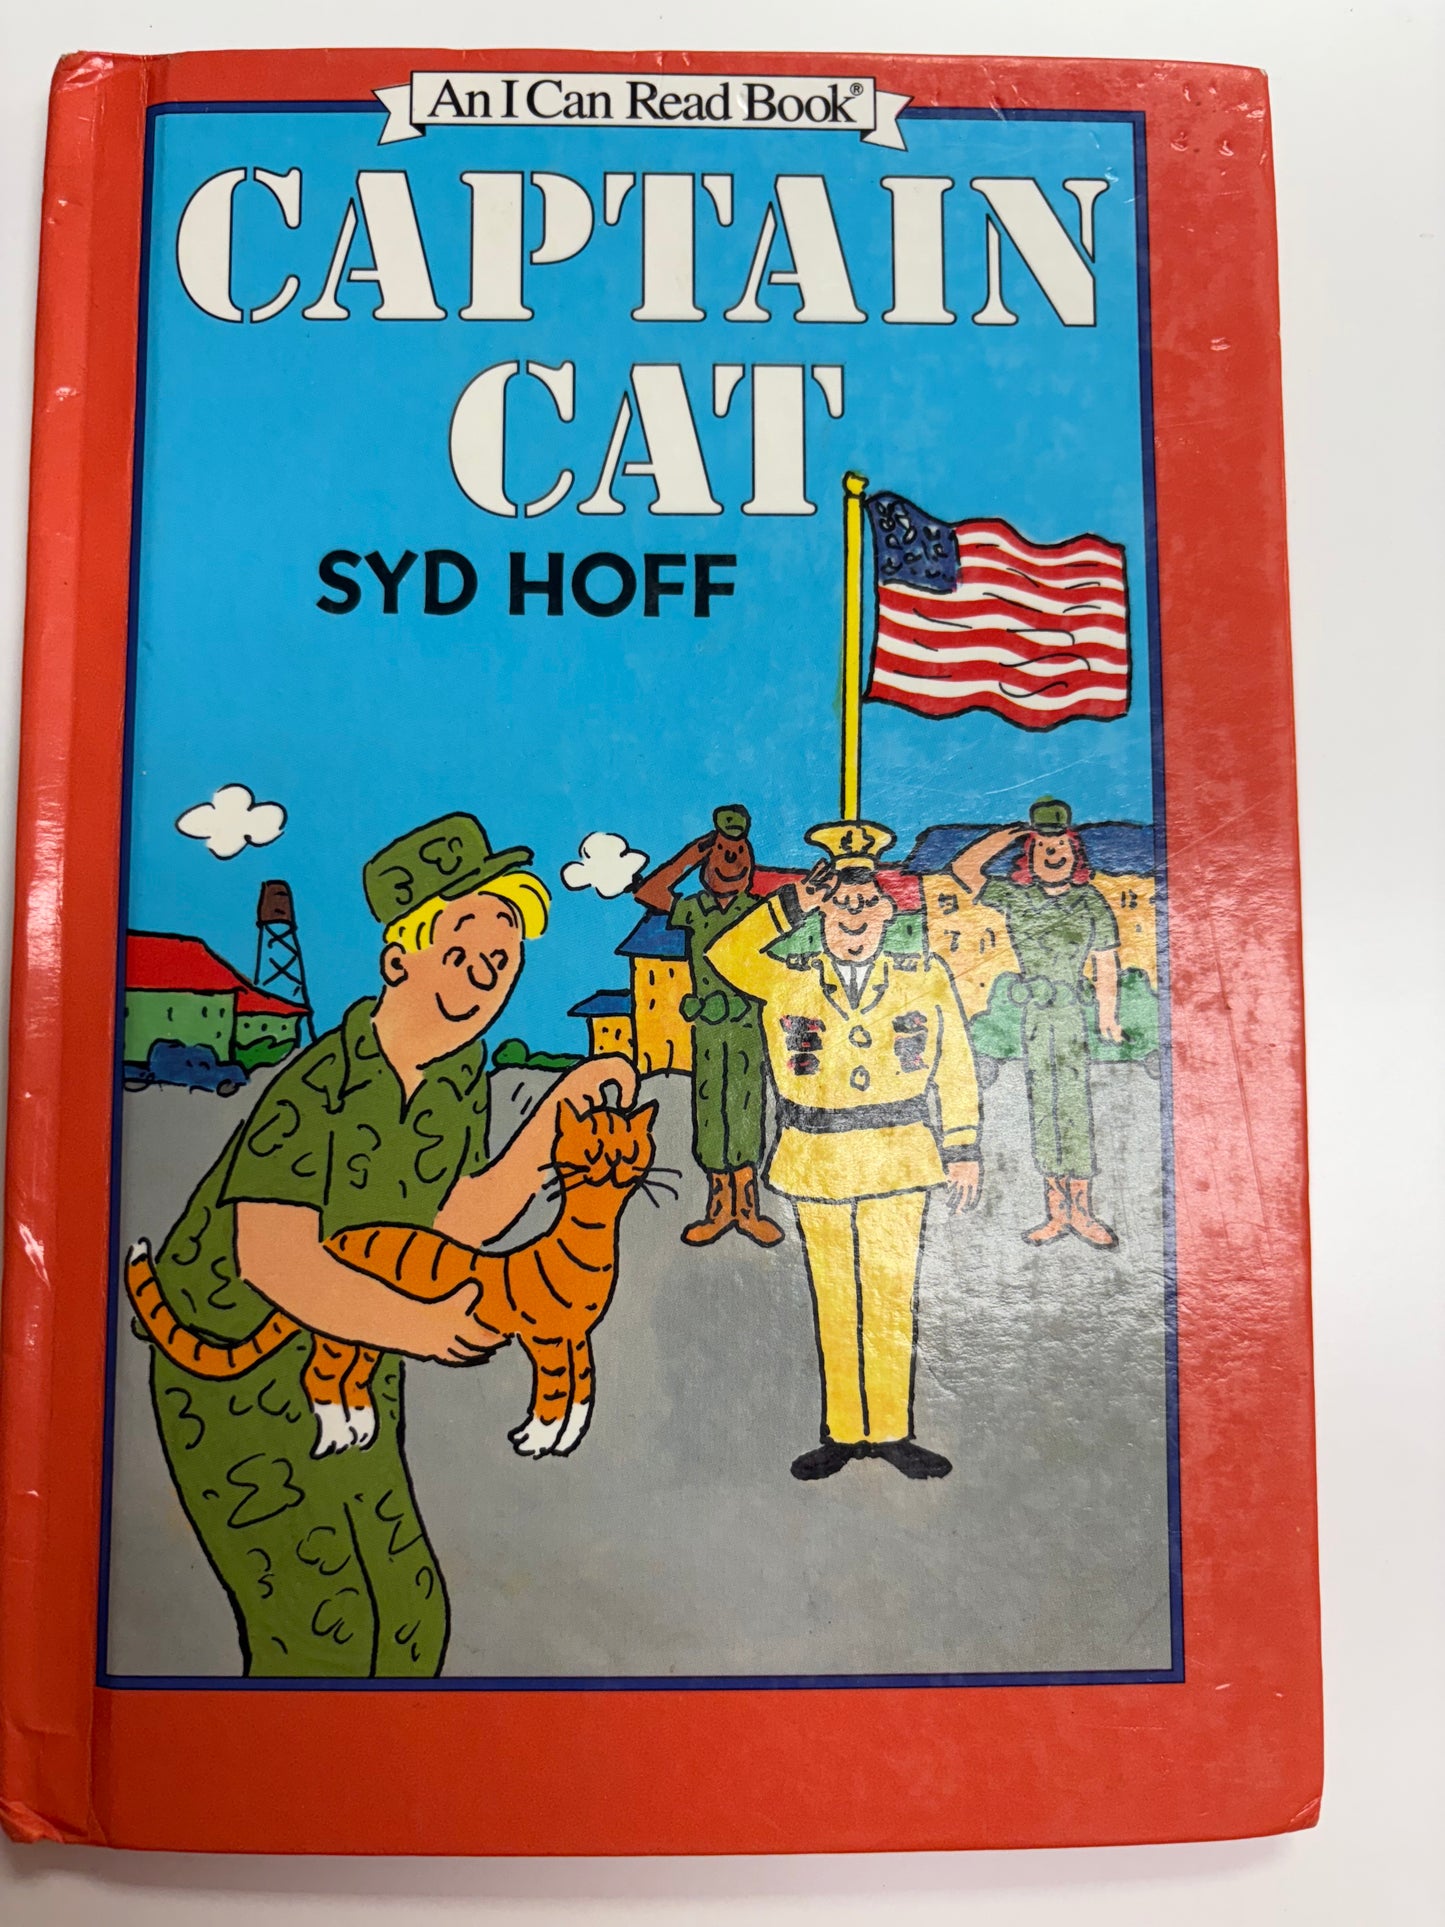 An I Can Read Book®
CAPTAIN
CAT
SYD HOFF